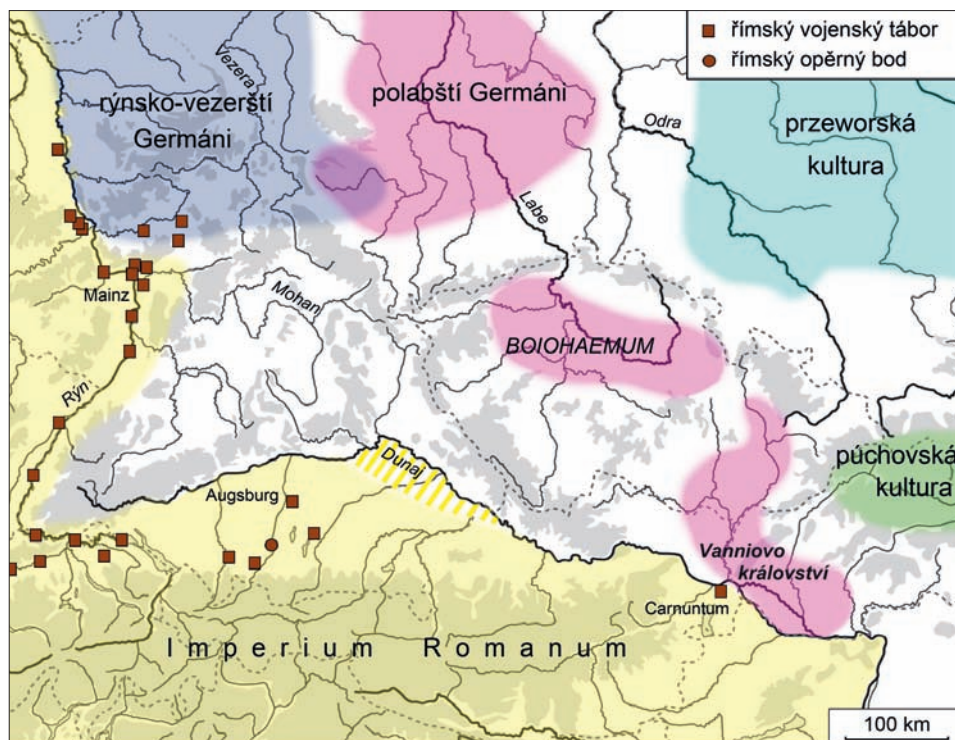 římský vojenský tábor
římský opěrný bod
Vezera
rýnsko-vezerští
Germáni
polabští Germáni
Odra
przeworská
kultura
Labe
Mainz
Mohan
BOIOHAEMUM
Rýn
Dunaj
púchovská
kultura
Augsburg
Vanniovo
království
Carnuntum
Imperium Romanum
100 km